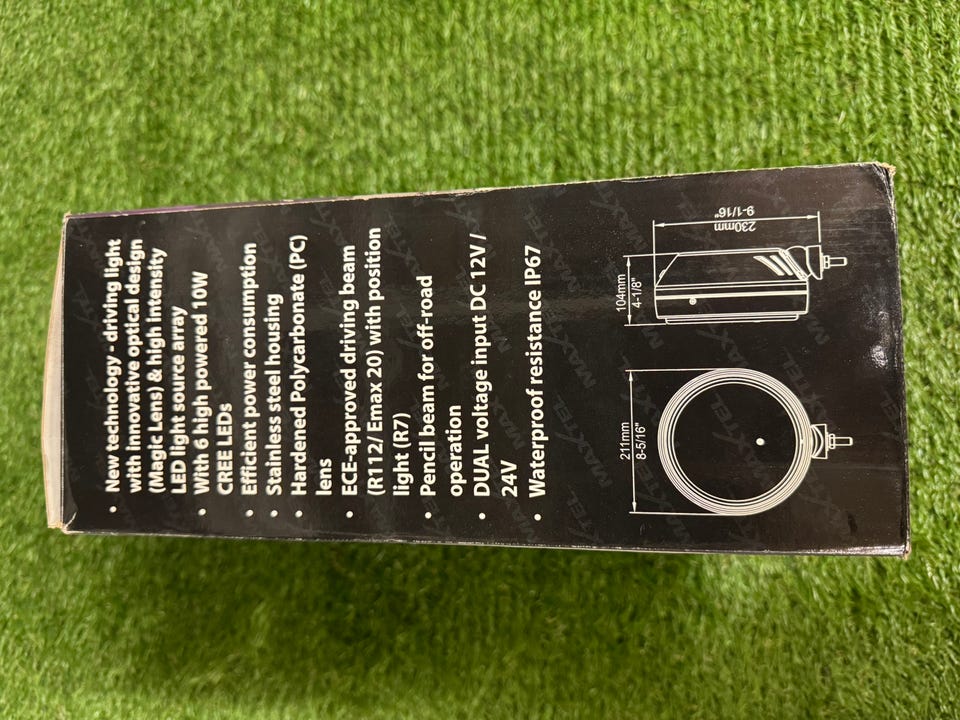 • New technology - driving light
with innovative optical design
(Magic Lens) & high intensity
LED light source array
• With 6 high powered 10W
CREE LEDs
• Efficient power consumption
• Stainless steel housing
• Hardened Polycarbonate (PC)
lens
• ECE-approved driving beam
(R112/ Emax 20) with position
light (R7)
• Pencil beam for off-road
operation
• DUAL voltage input DC 12V /
24V
• Waterproof resistance IP67
211mm
8-5/16"
104mm
4-1/8"
230mm
9-1/16"
MAXTEL